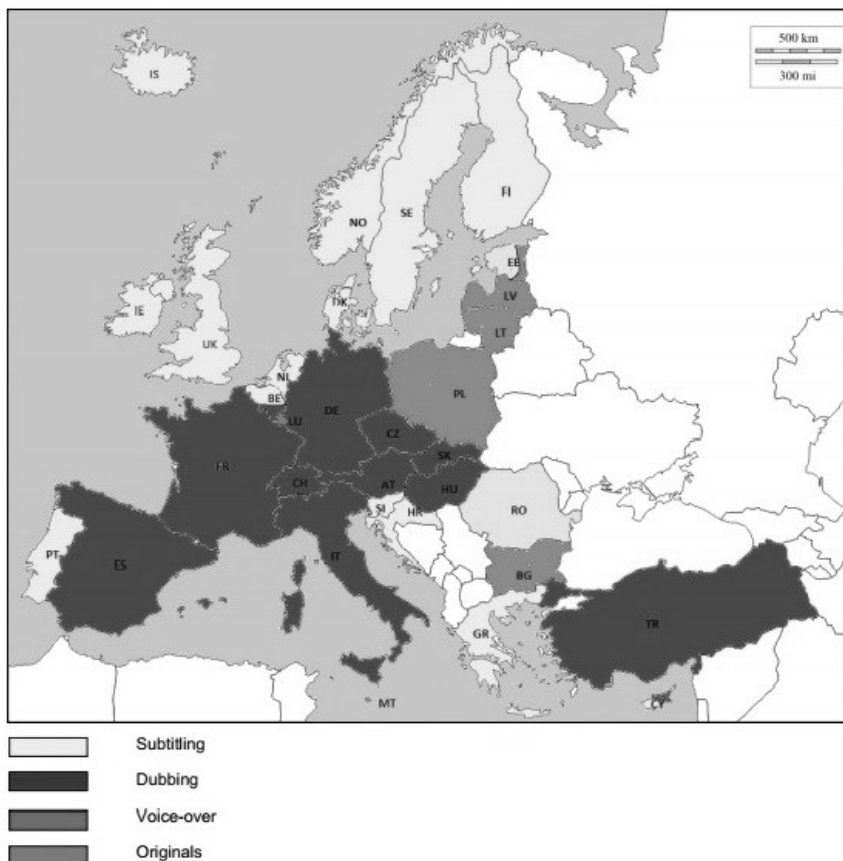 500 km
300 mi
IS
FI
SE
NO
EE
LV
DK
IE
LT
UK
NL
PL
BE
DE
LU
CZ
SK
FR
CH
AT
HU
SI
HR
RO
PT
IT
ES
BG
TR
GR
MT
CY
Subtitling
Dubbing
Voice-over
Originals